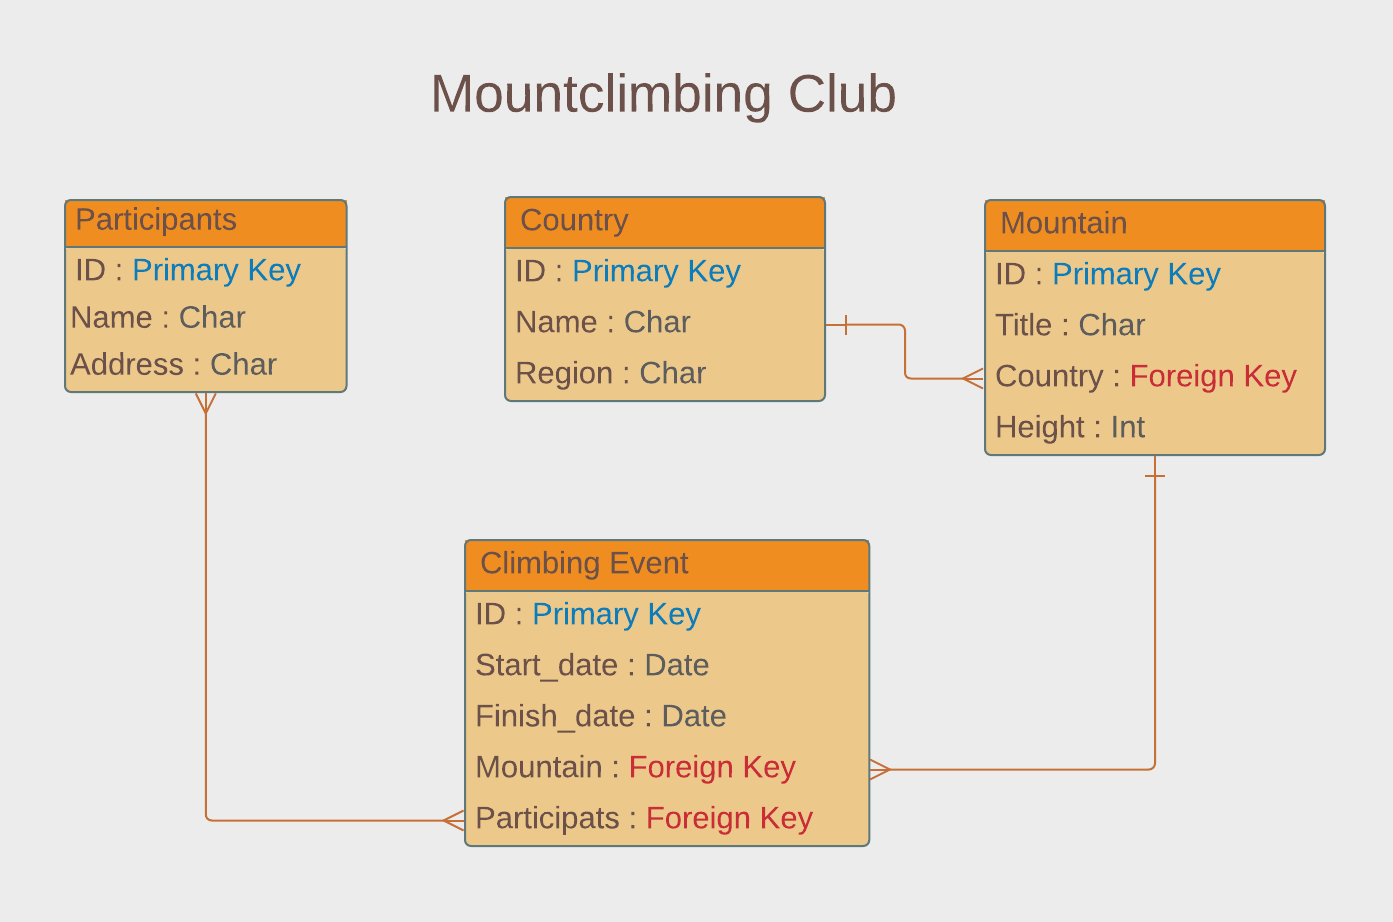 Mountclimbing Club
Participants
ID : Primary Key
Name : Char
Address : Char
Country
ID : Primary Key
Name : Char
Region : Char
Mountain
ID : Primary Key
Title : Char
Country : Foreign Key
Height : Int
Climbing Event
ID : Primary Key
Start_date : Date
Finish_date : Date
Mountain : Foreign Key
Participats : Foreign Key